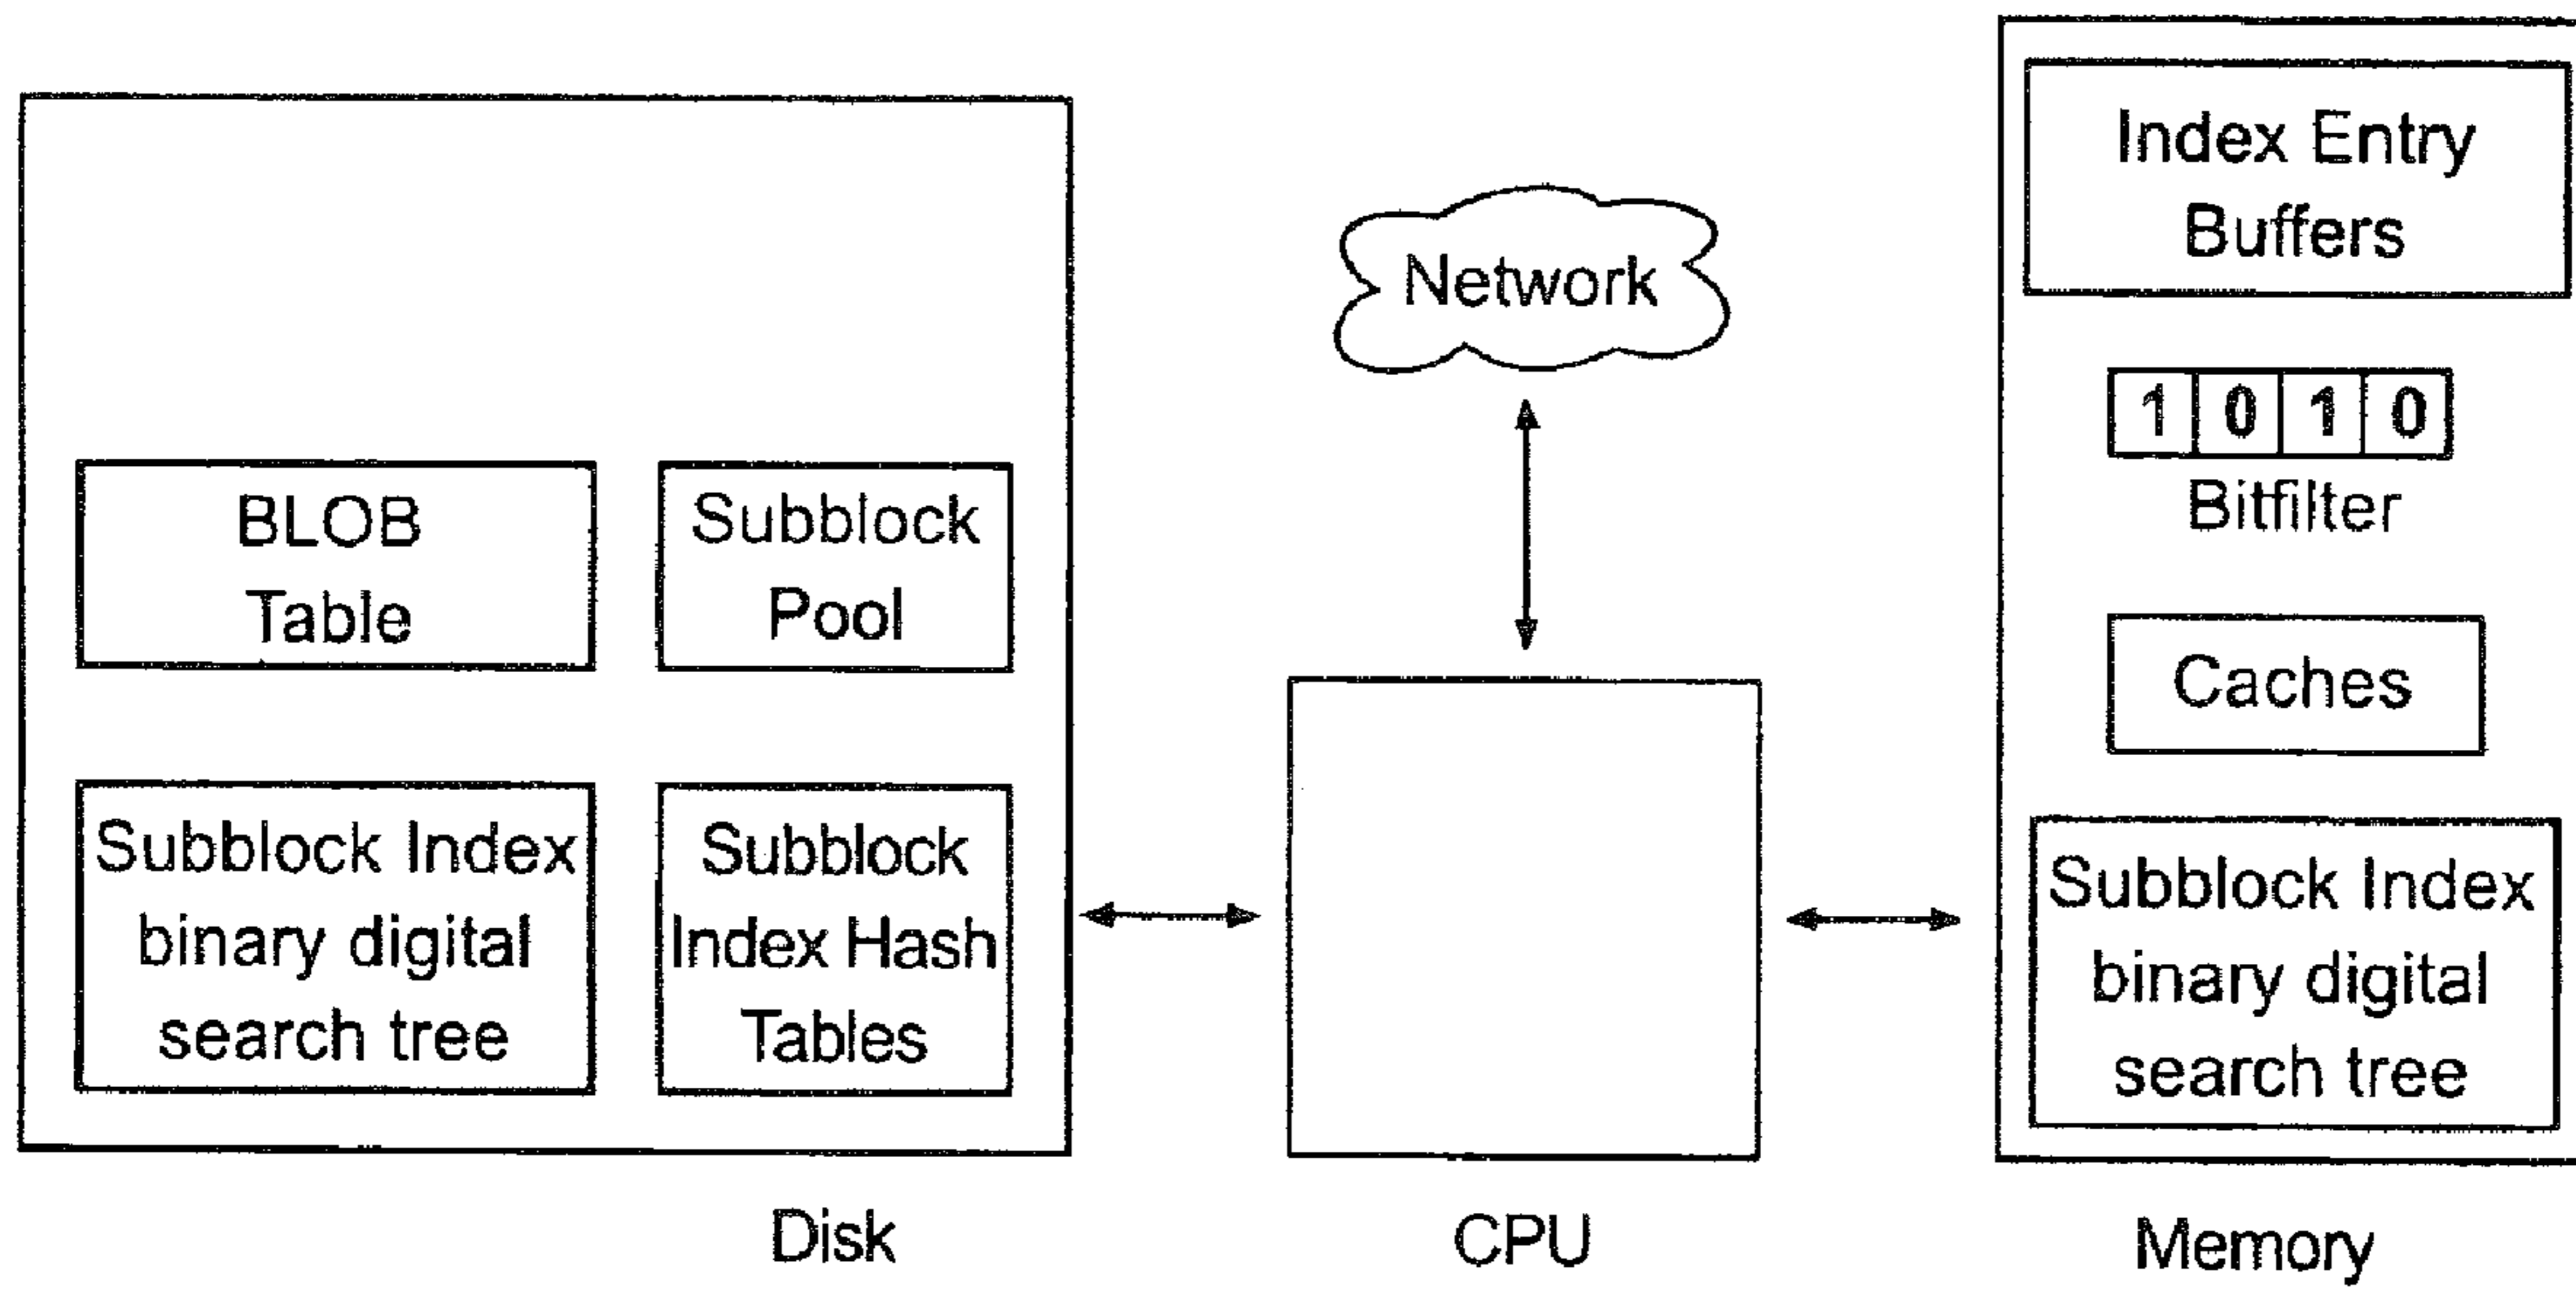 BLOB
Table
Subblock
Pool
Subblock Index
binary digital
search tree
Subblock
Index Hash
Tables
Disk
Network
CPU
Index Entry
Buffers
1 0 1 0
Bitfilter
Caches
Subblock Index
binary digital
search tree
Memory